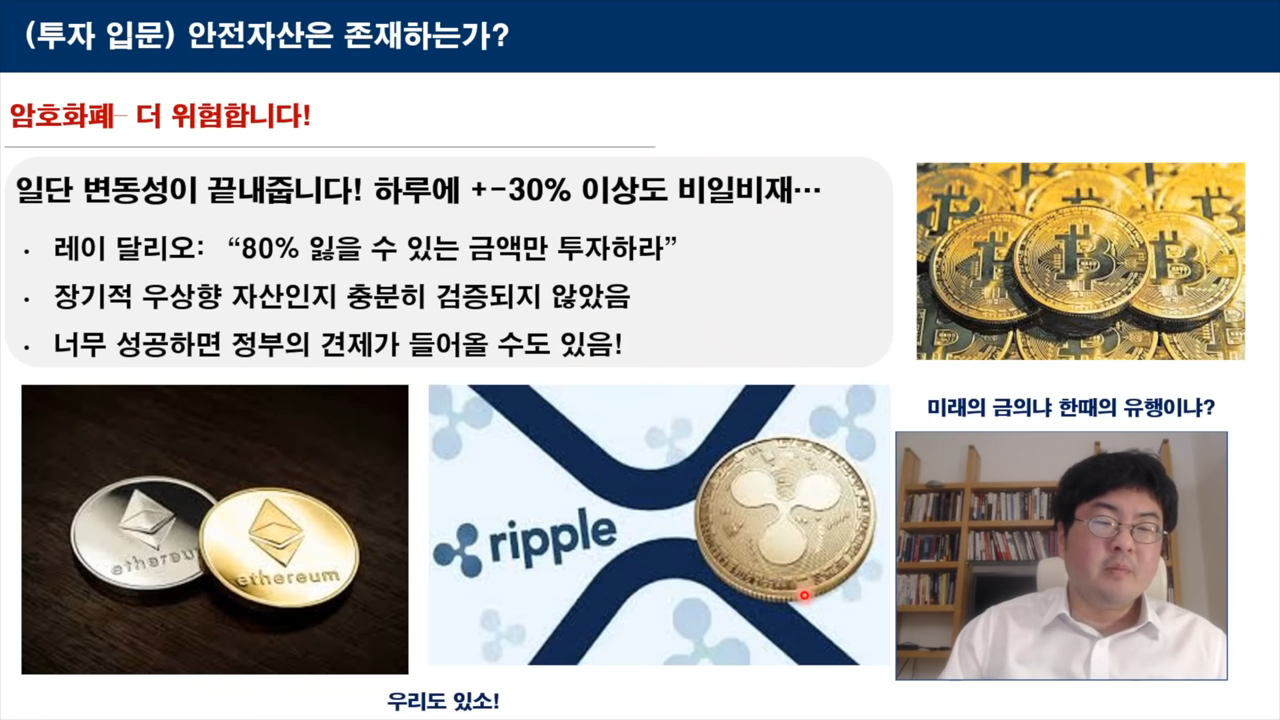 (투자 입문) 안전자산은 존재하는가?
암호화폐– 더 위험합니다!
일단 변동성이 끝내줍니다! 하루에 +-30% 이상도 비일비재…
· 레이 달리오: “80% 잃을 수 있는 금액만 투자하라”
· 장기적 우상향 자산인지 충분히 검증되지 않았음
· 너무 성공하면 정부의 견제가 들어올 수도 있음!
미래의 금의냐 한때의 유행이냐?
ethereu
ethereum
ripple
우리도 있소!